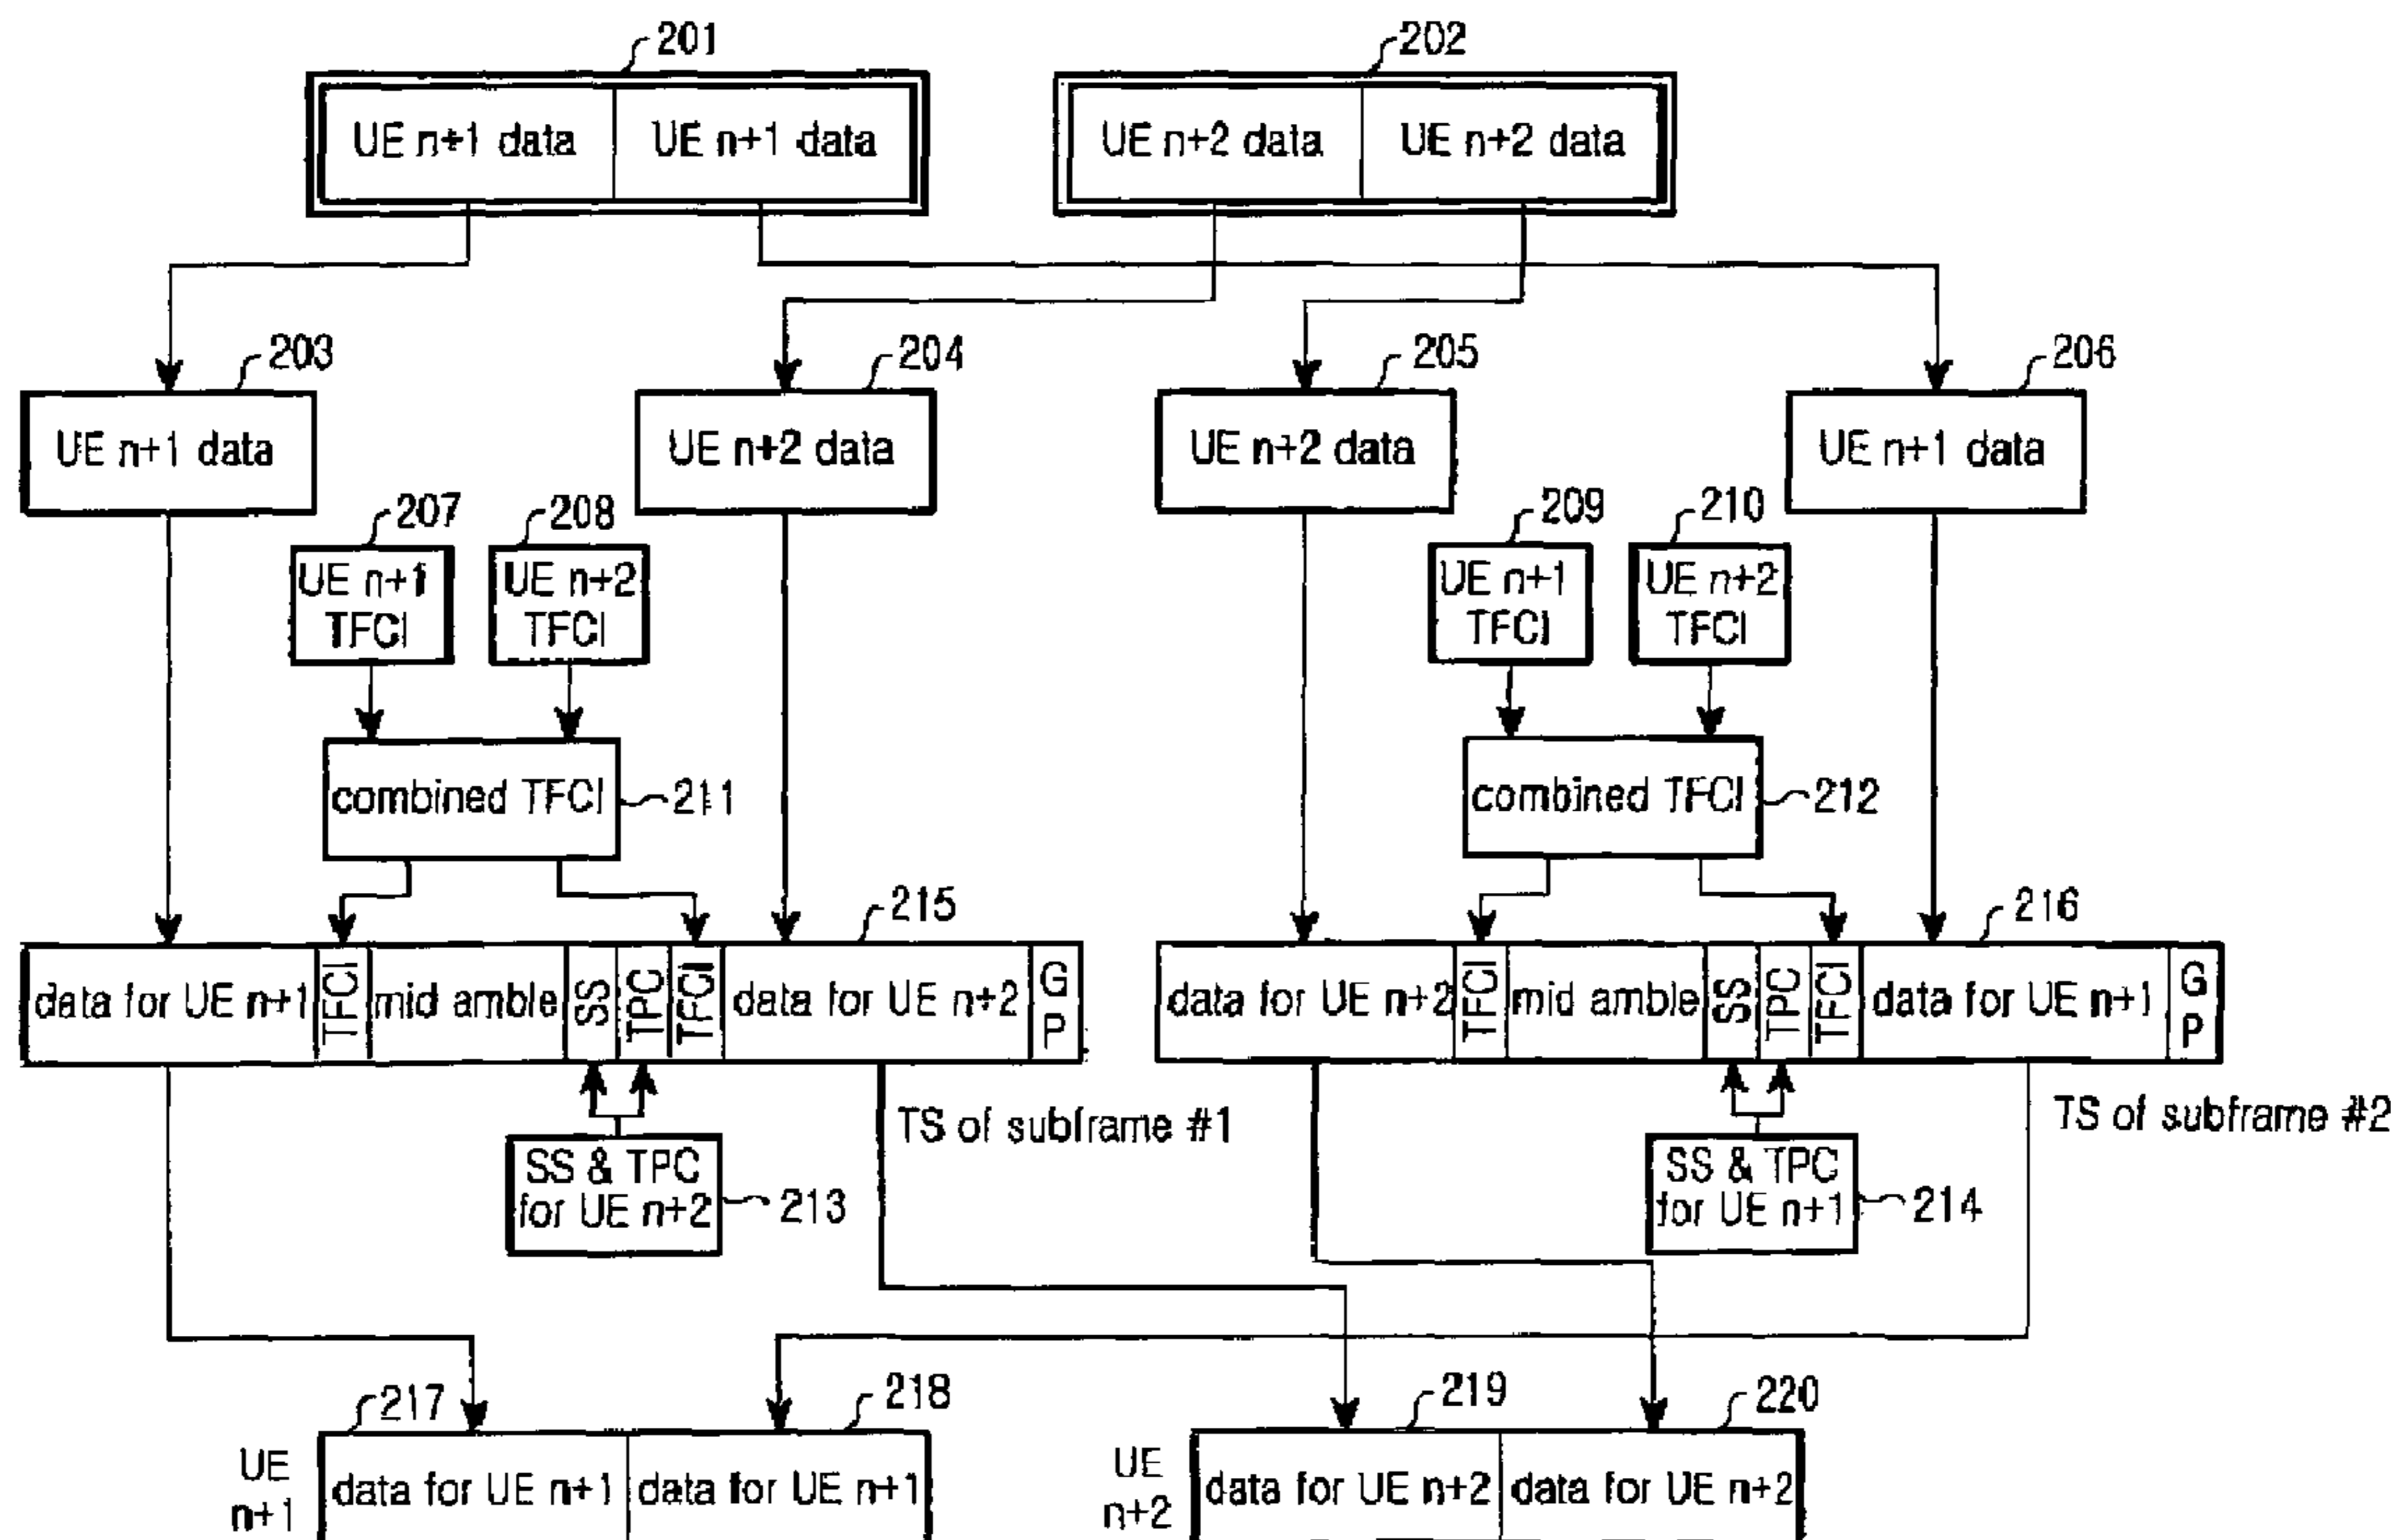 201
202
UE n+1 data
UE n+1 data
UE n+2 data
UE n+2 data
203
204
205
206
UE n+1 data
UE n+2 data
UE n+2 data
UE n+1 data
207
208
209
210
UE n+1
TFCI
UE n+2
TFCI
UE n+1
TFCI
UE n+2
TFCI
combined TFCI
211
combined TFCI
212
215
216
data for UE n+1
TFCI
mid amble
SS
TPC
TFCI
data for UE n+2
G
P
data for UE n+2
TFCI
mid amble
SS
TPC
TFCI
data for UE n+1
G
P
TS of subframe #1
TS of subframe #2
SS & TPC
for UE n+2
213
SS & TPC
for UE n+1
214
217
218
219
220
UE
n+1
data for UE n+1
data for UE n+1
UE
n+2
data for UE n+2
data for UE n+2